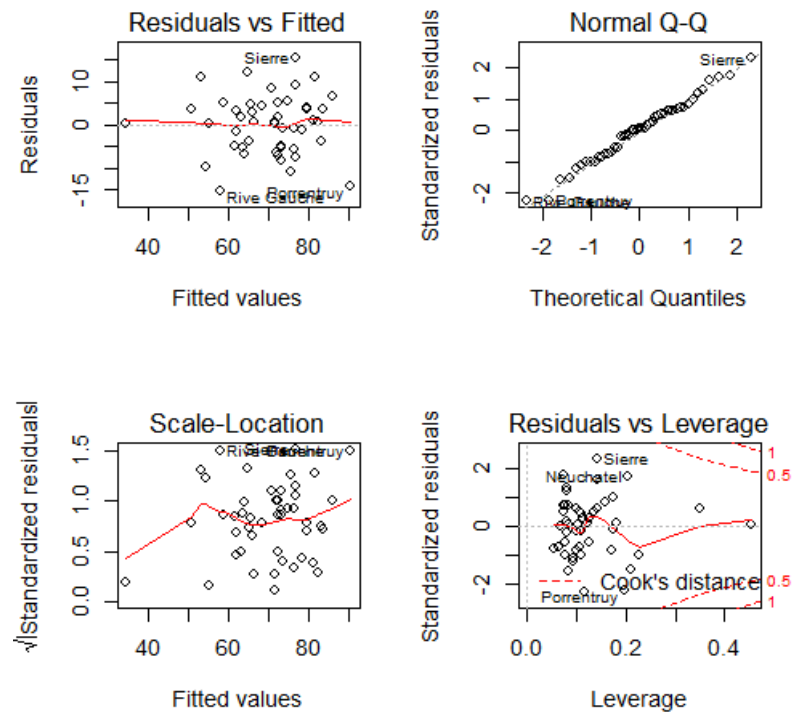 Residuals vs Fitted
Residuals
-15
0
10
Sierre
Rive Gauche
Porrentruy
40
60
80
Fitted values
Normal Q-Q
Standardized residuals
-2
0
2
Sierre
Porrentruy
-2
-1
0
1
2
Theoretical Quantiles
Scale-Location
√|Standardized residuals|
0.0
0.5
1.0
1.5
Sierre
40
60
80
Fitted values
Residuals vs Leverage
Standardized residuals
-2
0
2
Sierre
Neuchatel
Porrentruy
Cook's distance
1
0.5
0.5
1
0.0
0.2
0.4
Leverage